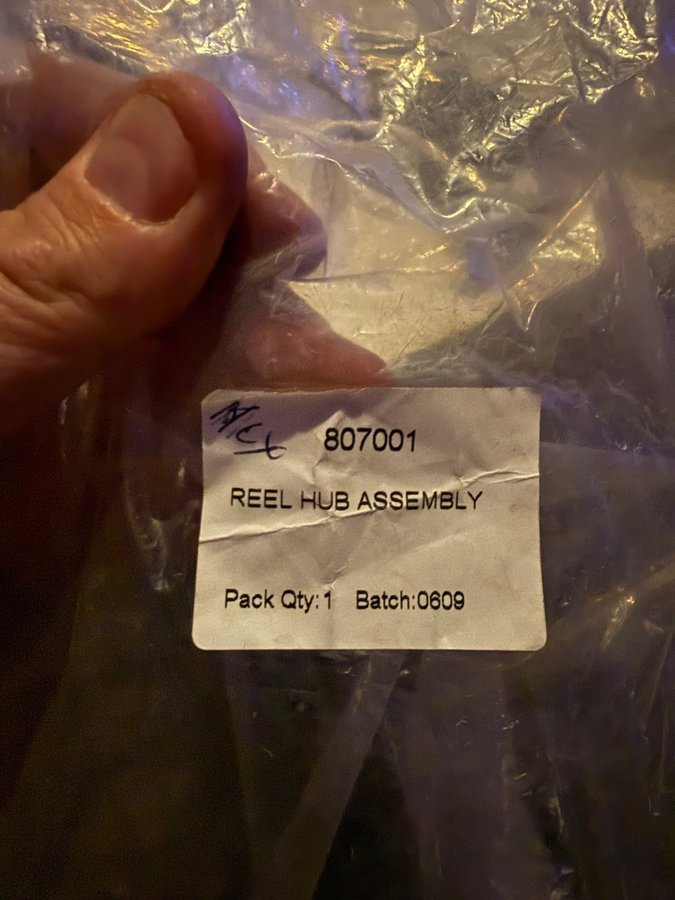 807001
REEL HUB ASSEMBLY
Pack Qty:1 Batch:0609